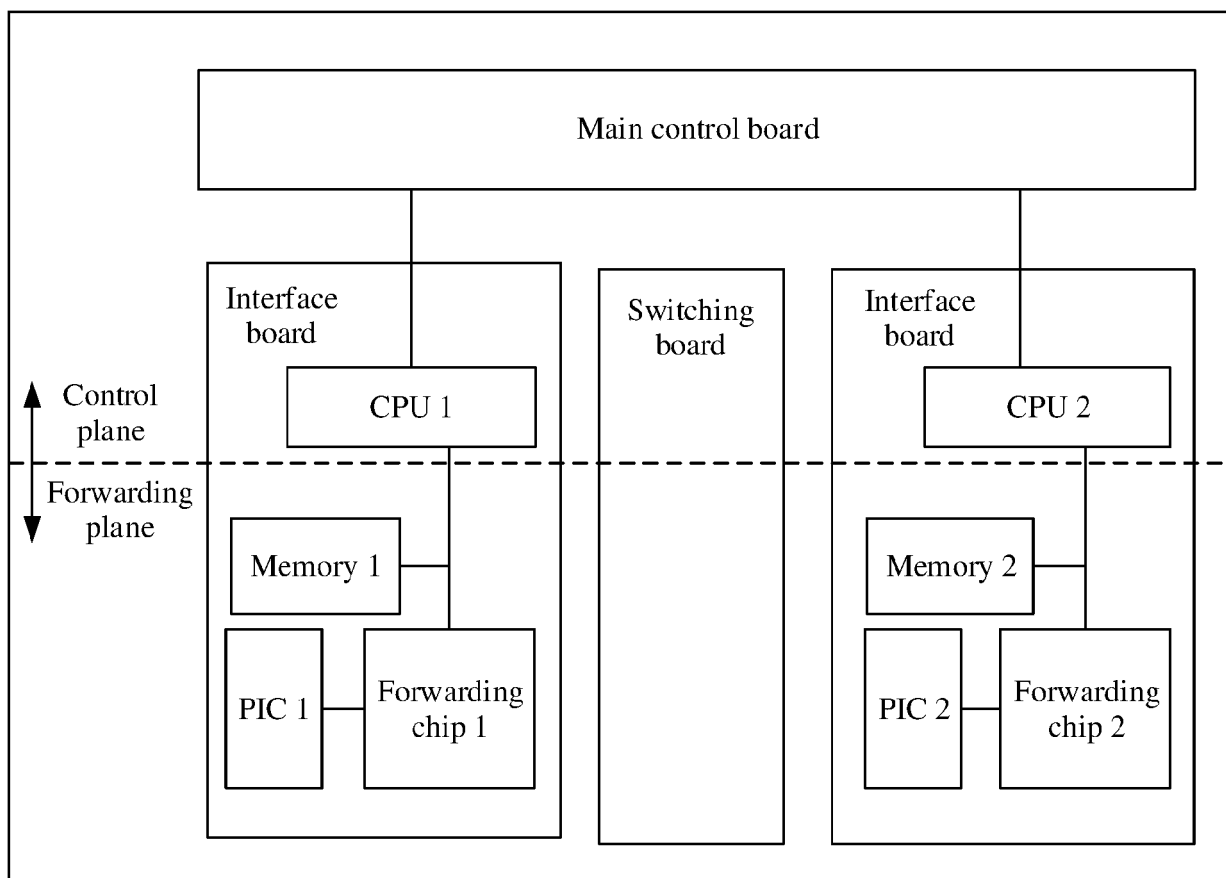 Main control board
Interface
board
Switching
board
Interface
board
Control
plane
CPU 1
CPU 2
Forwarding
plane
Memory 1
Memory 2
PIC 1
Forwarding
chip 1
PIC 2
Forwarding
chip 2